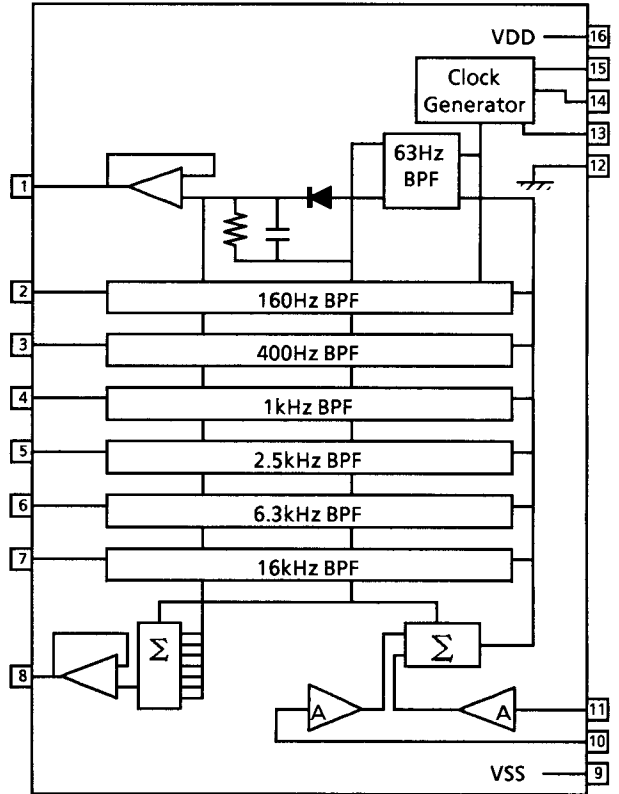 VDD
16
15
Clock
Generator
14
13
63Hz
BPF
12
1
2
160Hz BPF
3
400Hz BPF
4
1kHz BPF
5
2.5kHz BPF
6
6.3kHz BPF
7
16kHz BPF
Σ
Σ
8
A
A
11
10
VSS
9